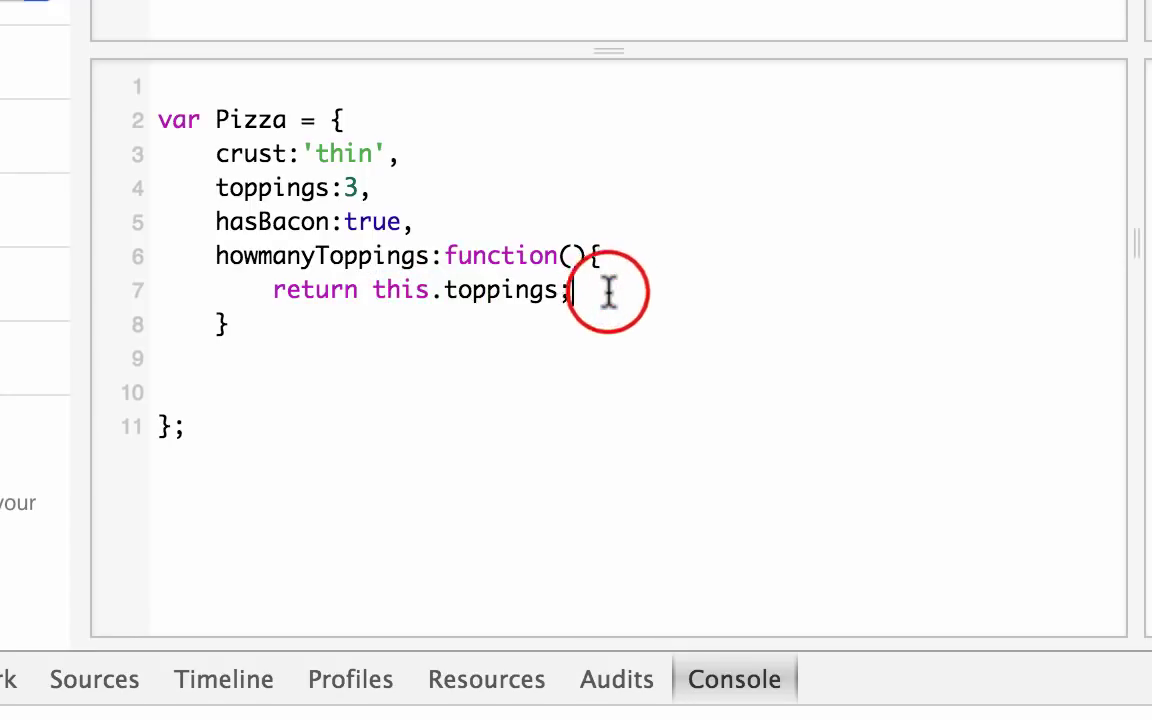 1
2 var Pizza = {
3 crust:'thin',
4 toppings:3,
5 hasBacon:true,
6 howmanyToppings:function(){
7 return this.toppings;
8 }
9
10
11 };
your
rk Sources Timeline Profiles Resources Audits Console